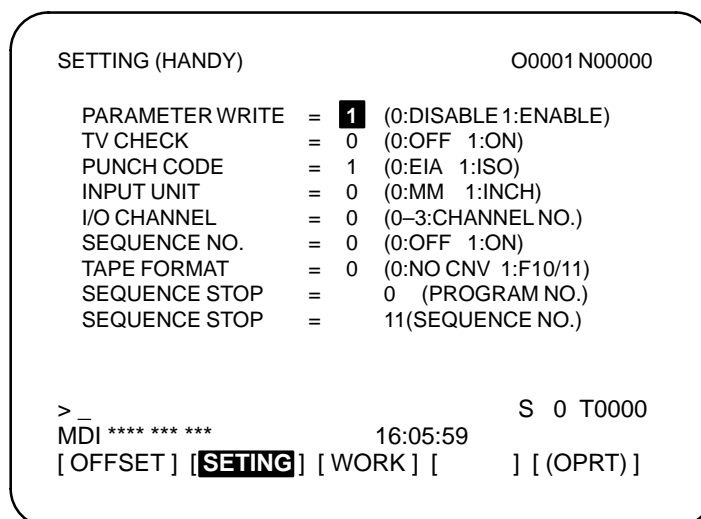 SETTING (HANDY) O0001 N00000
PARAMETER WRITE = 1 (0:DISABLE 1:ENABLE)
TV CHECK = 0 (0:OFF 1:ON)
PUNCH CODE = 1 (0:EIA 1:ISO)
INPUT UNIT = 0 (0:MM 1:INCH)
I/O CHANNEL = 0 (0–3:CHANNEL NO.)
SEQUENCE NO. = 0 (0:OFF 1:ON)
TAPE FORMAT = 0 (0:NO CNV 1:F10/11)
SEQUENCE STOP = 0 (PROGRAM NO.)
SEQUENCE STOP = 11(SEQUENCE NO.)
> _ S 0 T0000
MDI **** *** *** 16:05:59
[ OFFSET ] [ SETING ] [ WORK ] [ ] [ (OPRT) ]